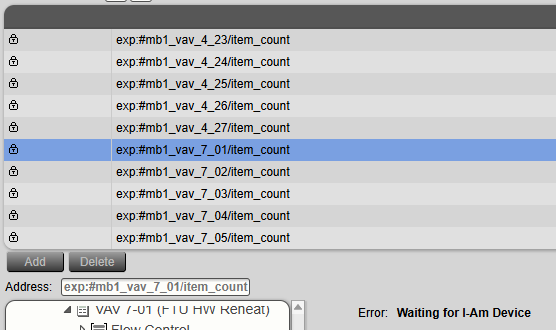 exp:#mb1_vav_4_23/item_count
exp:#mb1_vav_4_24/item_count
exp:#mb1_vav_4_25/item_count
exp:#mb1_vav_4_26/item_count
exp:#mb1_vav_4_27/item_count
exp:#mb1_vav_7_01/item_count
exp:#mb1_vav_7_02/item_count
exp:#mb1_vav_7_03/item_count
exp:#mb1_vav_7_04/item_count
exp:#mb1_vav_7_05/item_count
Add Delete
Address: exp:#mb1_vav_7_01/item_count
VAV 7-01 (FTU HW Reheat)
Error: Waiting for I-Am Device
Flow Control